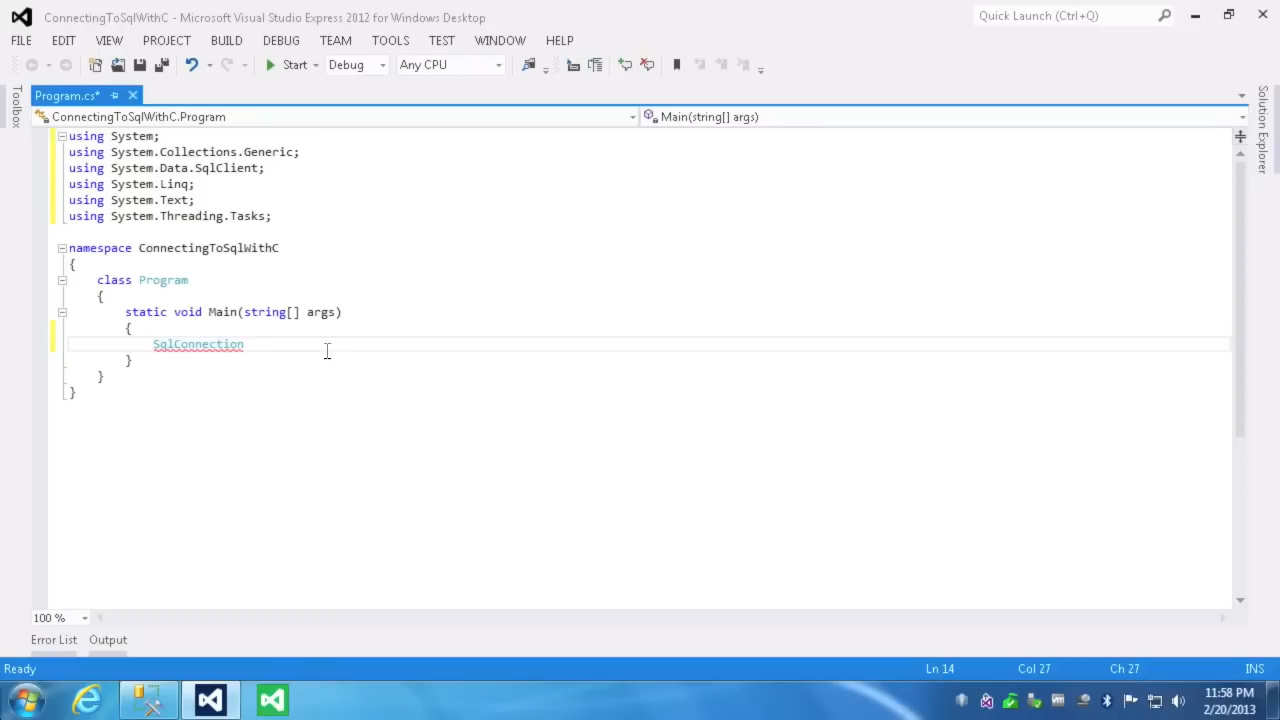 ConnectingToSqlWithC - Microsoft Visual Studio Express 2012 for Windows Desktop
Quick Launch (Ctrl+Q)
FILE EDIT VIEW PROJECT BUILD DEBUG TEAM TOOLS TEST WINDOW HELP
Start Debug Any CPU
Toolbox
Program.cs*
Solution Explorer
ConnectingToSqlWithC.Program
Main(string[] args)
using System;
using System.Collections.Generic;
using System.Data.SqlClient;
using System.Linq;
using System.Text;
using System.Threading.Tasks;
namespace ConnectingToSqlWithC
{
class Program
{
static void Main(string[] args)
{
SqlConnection
}
}
}
100 %
Error List Output
Ready
Ln 14 Col 27 Ch 27 INS
11:58 PM
2/20/2013